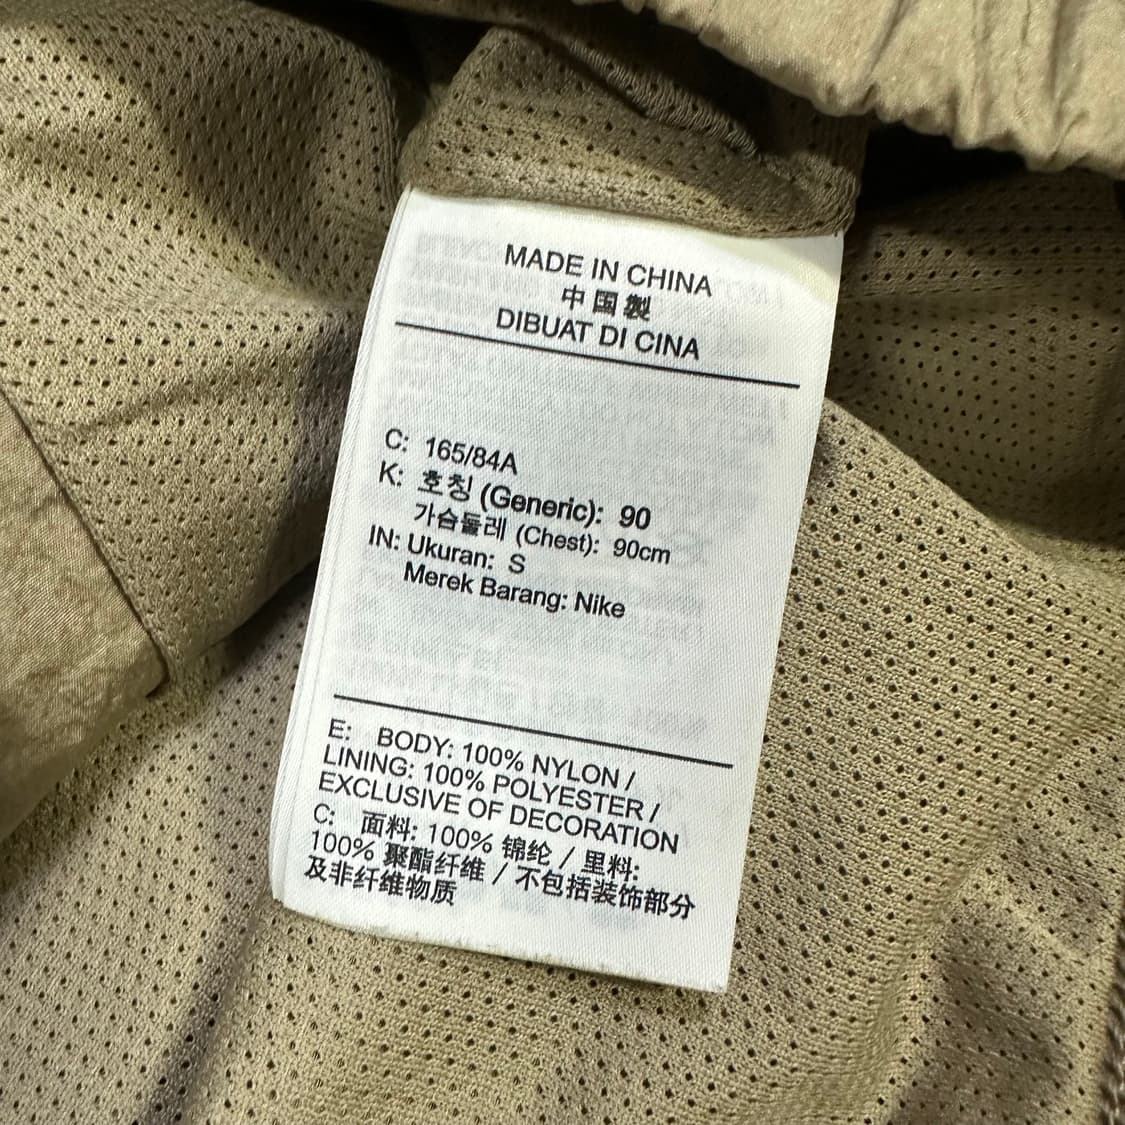 MADE IN CHINA
中国製
DIBUAT DI CINA
C: 165/84A
K: 호칭 (Generic): 90
가슴둘레 (Chest): 90cm
IN: Ukuran: S
Merek Barang: Nike
E: BODY: 100% NYLON /
LINING: 100% POLYESTER /
EXCLUSIVE OF DECORATION
C: 面料: 100% 锦纶 / 里料:
100% 聚酯纤维 / 不包括装饰部分
及非纤维物质